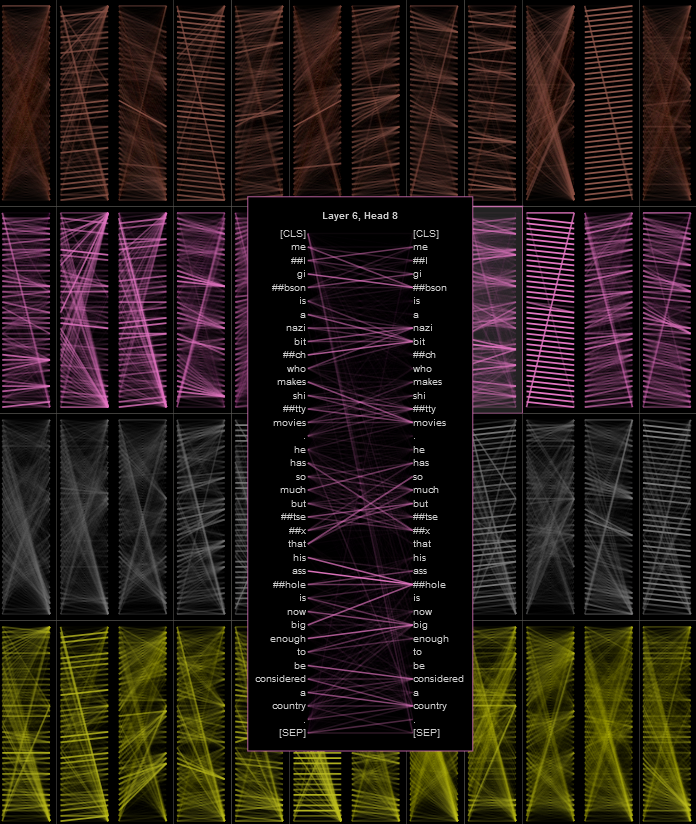 Layer 6, Head 8
[CLS]
me
##l
gi
##bson
is
a
nazi
bit
##ch
who
makes
shi
##tty
movies
.
he
has
so
much
but
##tse
##x
that
his
ass
##hole
is
now
big
enough
to
be
considered
a
country
.
[SEP]
[CLS]
me
##l
gi
##bson
is
a
nazi
bit
##ch
who
makes
shi
##tty
movies
.
he
has
so
much
but
##tse
##x
that
his
ass
##hole
is
now
big
enough
to
be
considered
a
country
.
[SEP]